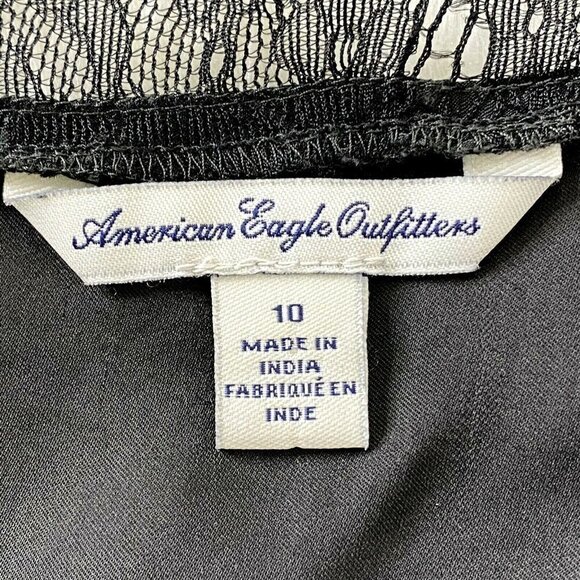 American Eagle Outfitters
10
MADE IN
INDIA
FABRIQUÉ EN
INDE